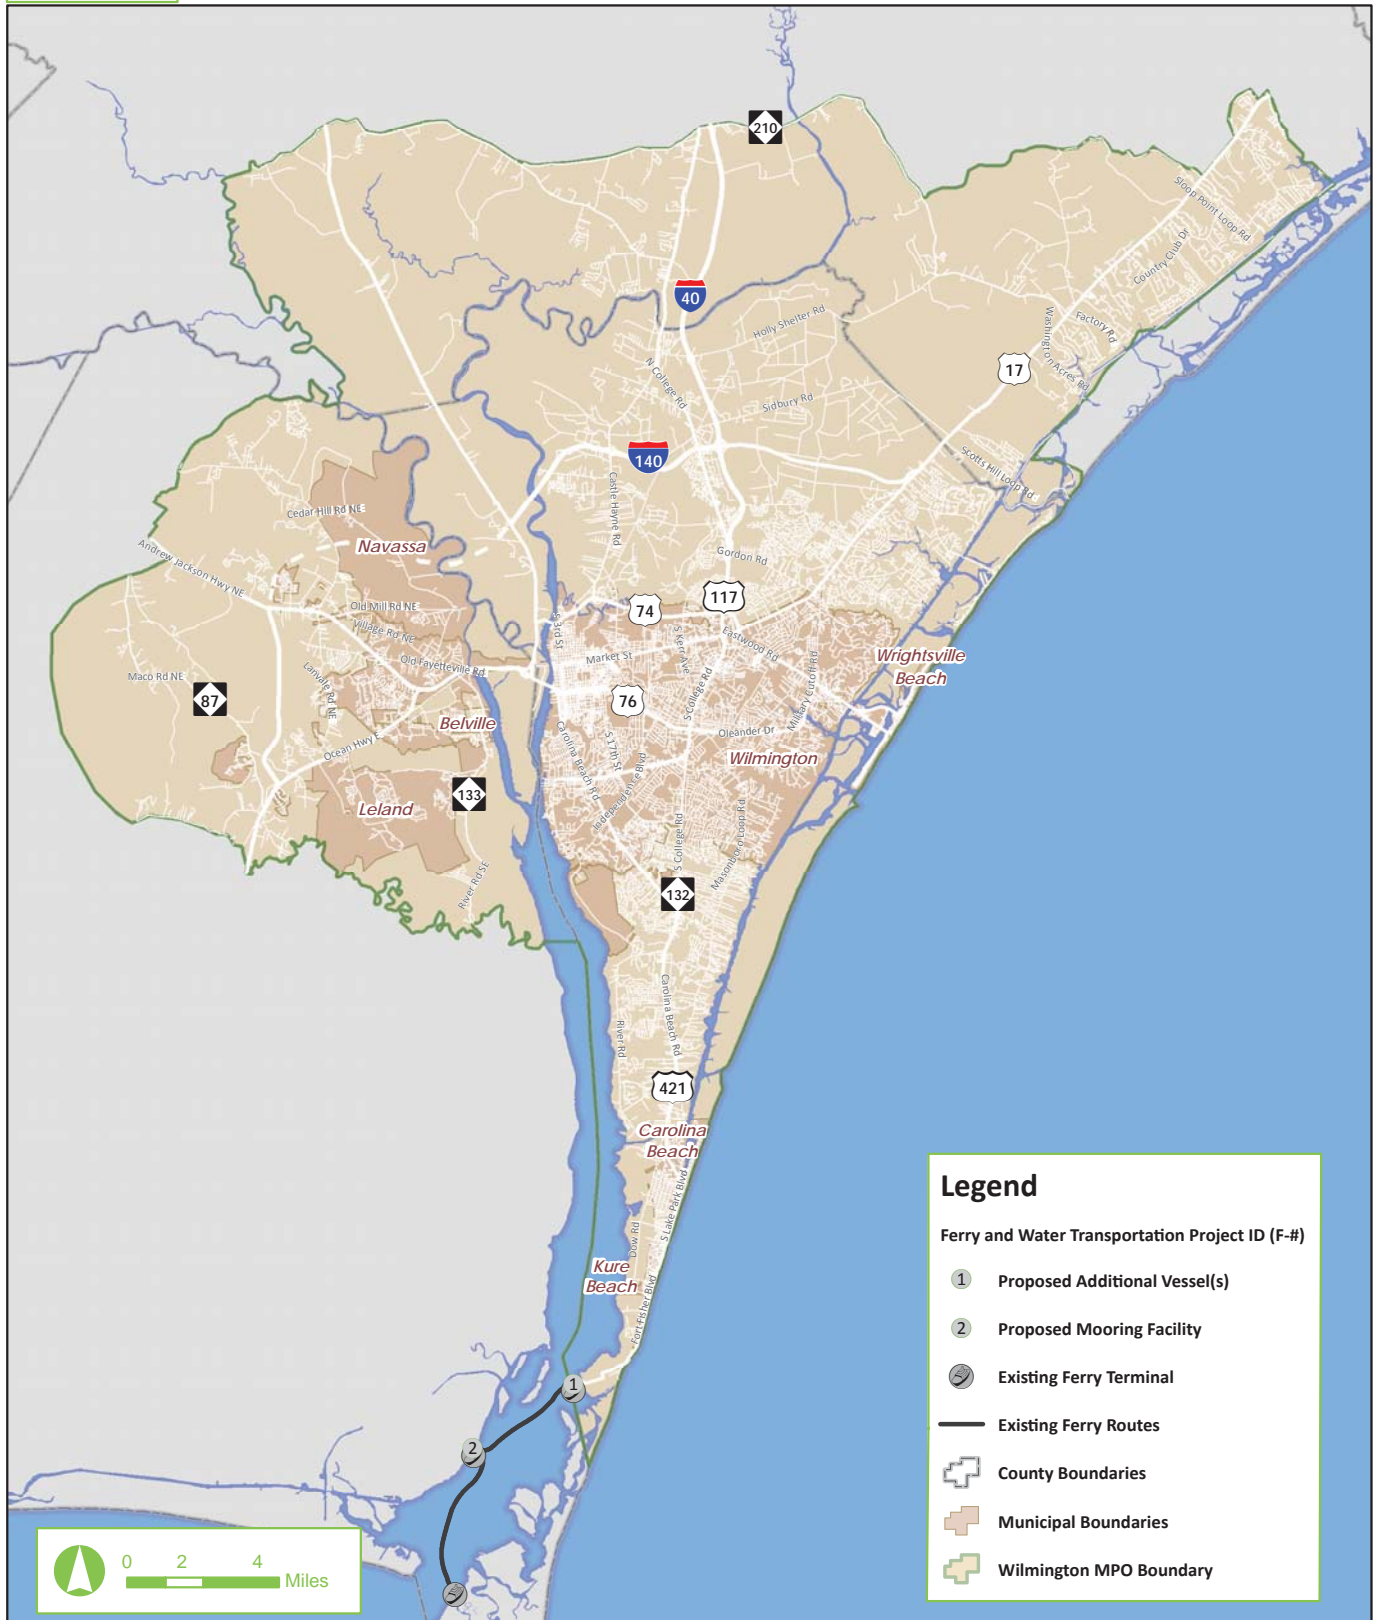 210
Sloop Point Loop Rd
Country Club Dr
40
Holly Shelter Rd
Washington Acres Rd
Factory Rd
17
N College Rd
Sidbury Rd
140
Scotts Hill Loop Rd
Castle Hayne Rd
Cedar Hill Rd NE
Navassa
Andrew Jackson Hwy NE
Gordon Rd
117
74
Old Mill Rd NE
Village Rd NE
S 3rd St
S Kerr Ave
Eastwood Rd
Market St
Military Cutoff Rd
Wrightsville
Beach
Old Fayetteville Rd
Maco Rd NE
Lanvale Rd NE
87
76
S College Rd
Belville
Oleander Dr
Ocean Hwy E
Carolina Beach Rd
S 17th St
Independence Blvd
Wilmington
133
Leland
S College Rd
Masonboro Loop Rd
River Rd SE
132
Carolina Beach Rd
River Rd
421
Carolina
Beach
S Lake Park Blvd
Dow Rd
Kure
Beach
Fort Fisher Blvd
1
2
Legend
Ferry and Water Transportation Project ID (F-#)
1 Proposed Additional Vessel(s)
2 Proposed Mooring Facility
Existing Ferry Terminal
Existing Ferry Routes
County Boundaries
Municipal Boundaries
Wilmington MPO Boundary
0 2 4
Miles